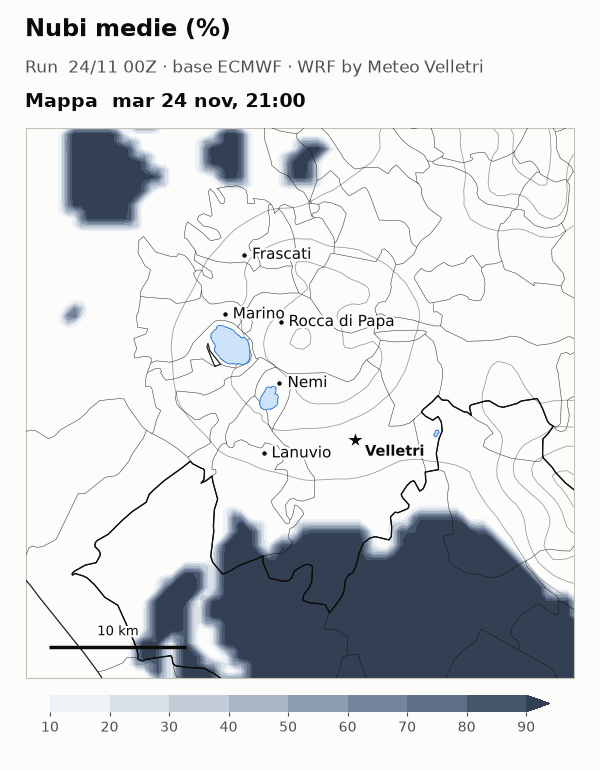 Nubi medie (%)
Run  24/11 00Z · base ECMWF · WRF by Meteo Velletri
Mappa  mar 24 nov, 21:00
Frascati
Marino
Rocca di Papa
Nemi
Velletri
Lanuvio
10 km
10 20 30 40 50 60 70 80 90